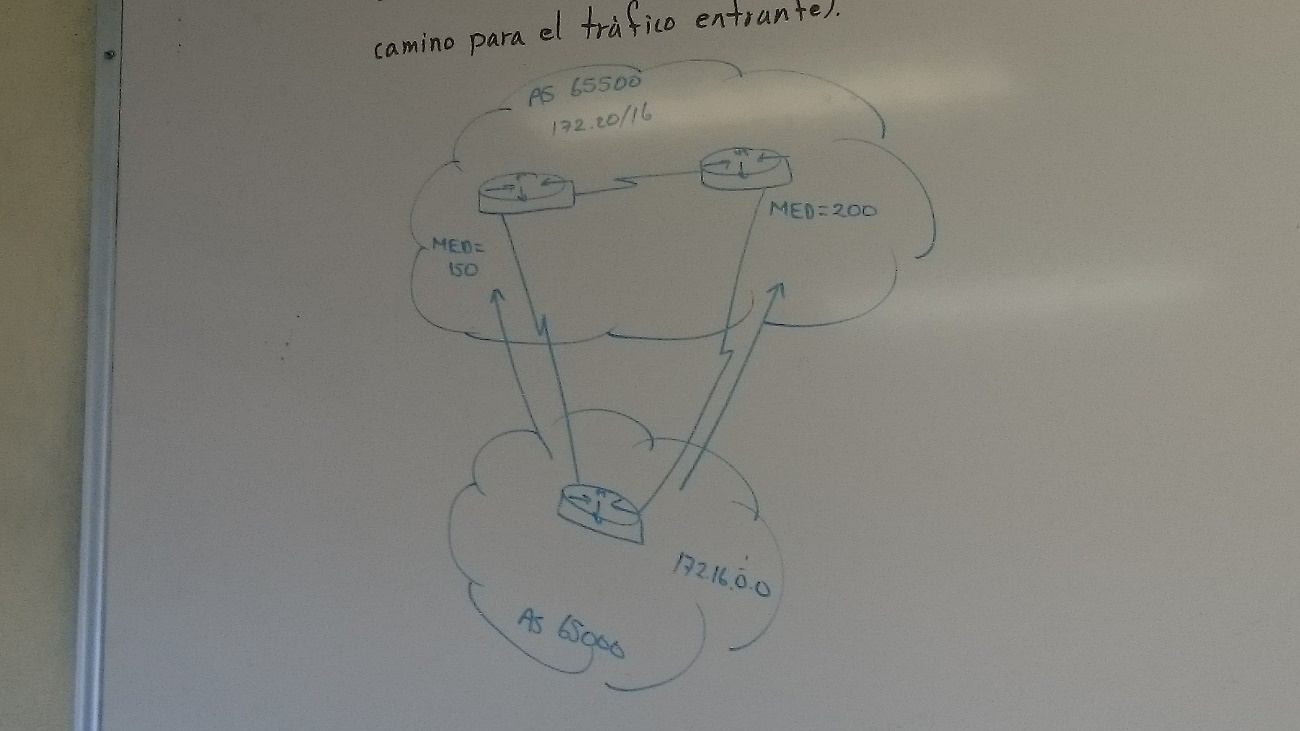 camino para el tráfico entrante).
AS 65500
172.20/16
MED=200
MED=
150
172.16.0.0
AS 65000